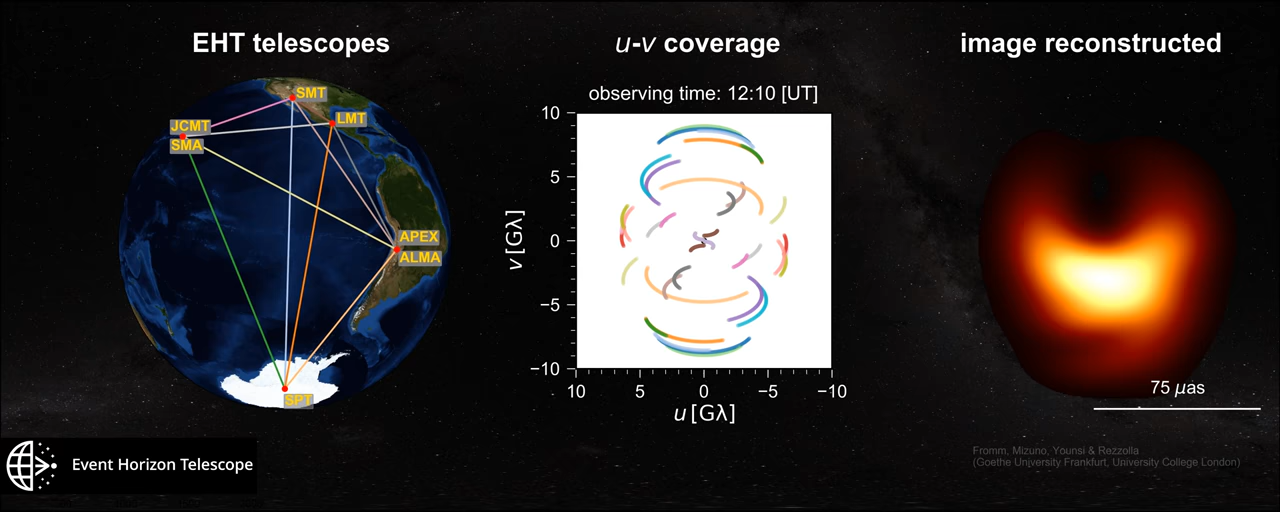 EHT telescopes
SMT
LMT
JCMT
SMA
APEX
ALMA
SPT
Event Horizon Telescope
u-v coverage
observing time: 12:10 [UT]
v [Gλ]
10
5
0
−5
−10
10
5
0
−5
−10
u [Gλ]
image reconstructed
75 μas
Fromm, Mizuno, Younsi & Rezzolla
(Goethe University Frankfurt, University College London)